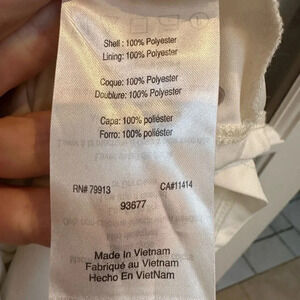 Shell : 100% Polyester
Lining: 100% Polyester
Coque: 100% Polyester
Doublure: 100% Polyester
Capa: 100% poliéster
Forro: 100% poliéster
RN# 79913 CA#11414
93677
Made In Vietnam
Fabriqué au Vietnam
Hecho En VietNam